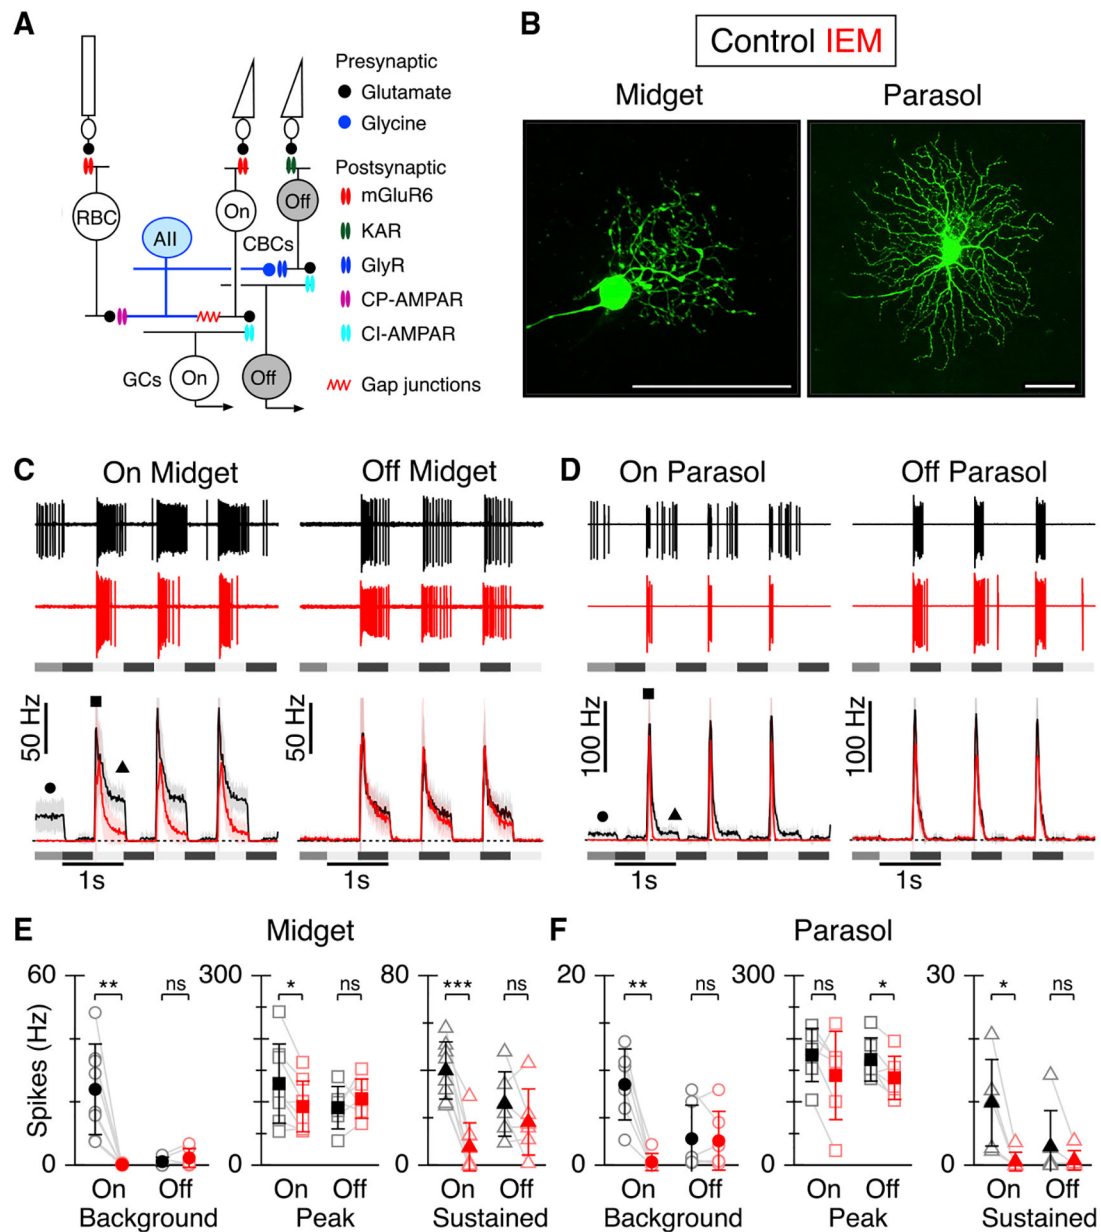 A
Presynaptic
Glutamate
Glycine
Postsynaptic
mGluR6
KAR
GlyR
CP-AMPAR
CI-AMPAR
Gap junctions
RBC
AII
On
Off
CBCs
GCs
On
Off
B
Control IEM
Midget
Parasol
C
On Midget
Off Midget
50 Hz
50 Hz
1s
1s
D
On Parasol
Off Parasol
100 Hz
100 Hz
1s
1s
E
Midget
Spikes (Hz)
60
0
**
ns
On Off
Background
300
0
*
ns
On Off
Peak
80
0
***
ns
On Off
Sustained
F
Parasol
20
0
**
ns
On Off
Background
300
0
ns
*
On Off
Peak
30
0
*
ns
On Off
Sustained